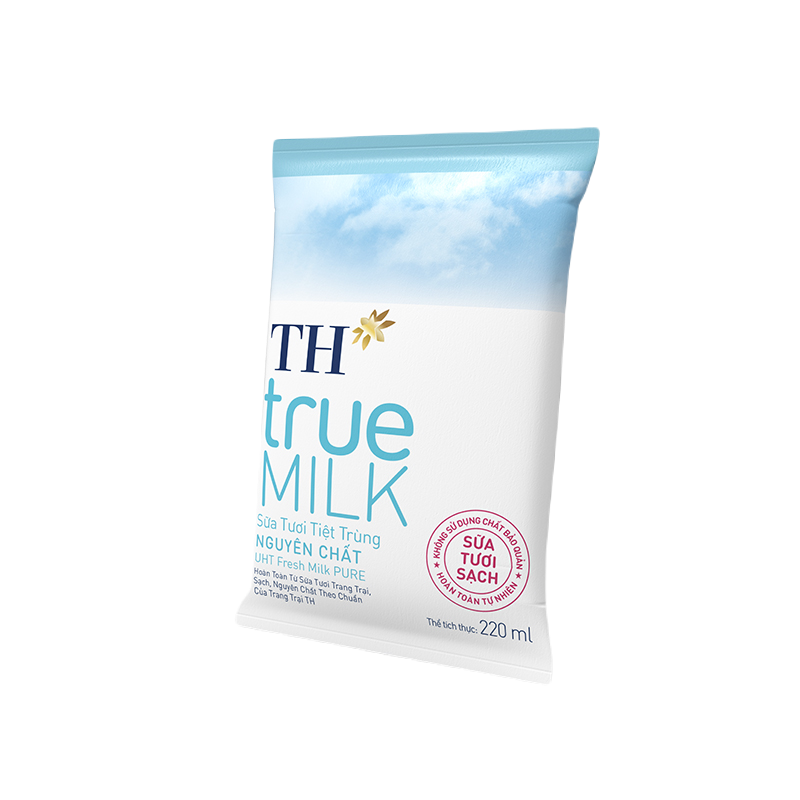 TH
true
MILK
Sữa Tươi Tiệt Trùng
NGUYÊN CHẤT
UHT Fresh Milk PURE
Hoàn Toàn Từ Sữa Tươi Trang Trại,
Sạch, Nguyên Chất Theo Chuẩn
Của Trang Trại TH
KHÔNG SỬ DỤNG CHẤT BẢO QUẢN
SỮA
TƯƠI
SẠCH
HOÀN TOÀN TỰ NHIÊN
Thể tích thực: 220 ml